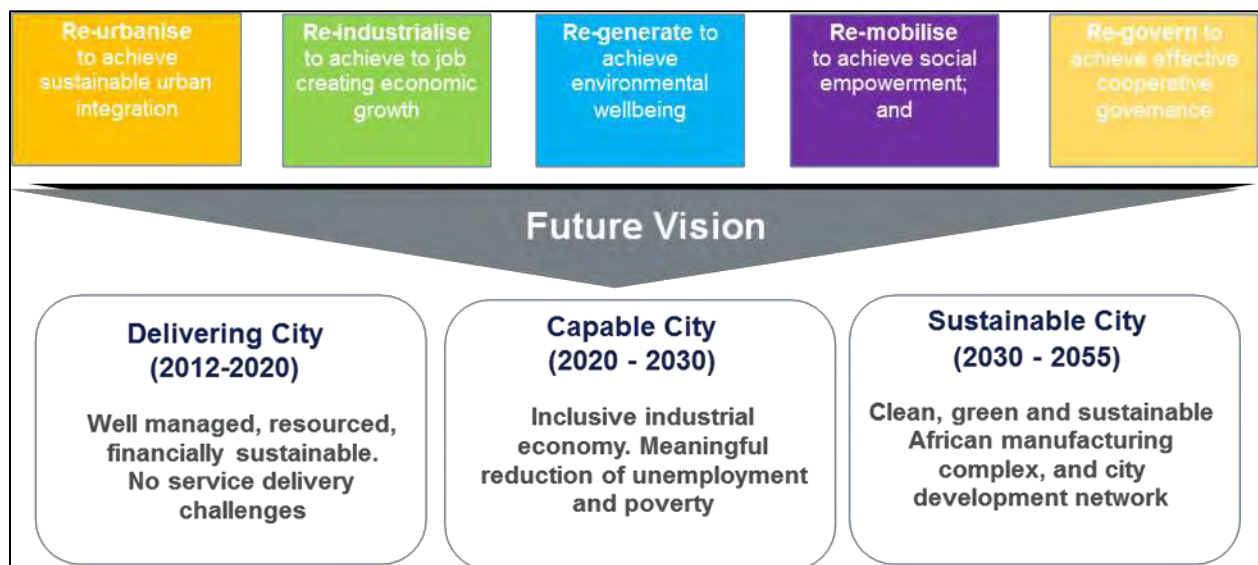 Re-urbanise
to achieve
sustainable urban
integration
Re-industrialise
to achieve to job
creating economic
growth
Re-generate to
achieve
environmental
wellbeing
Re-mobilise
to achieve social
empowerment;
and
Re-govern to
achieve effective
cooperative
governance
Future Vision
Delivering City
(2012-2020)
Well managed, resourced,
financially sustainable.
No service delivery
challenges
Capable City
(2020 - 2030)
Inclusive industrial
economy. Meaningful
reduction of unemployment
and poverty
Sustainable City
(2030 - 2055)
Clean, green and sustainable
African manufacturing
complex, and city
development network